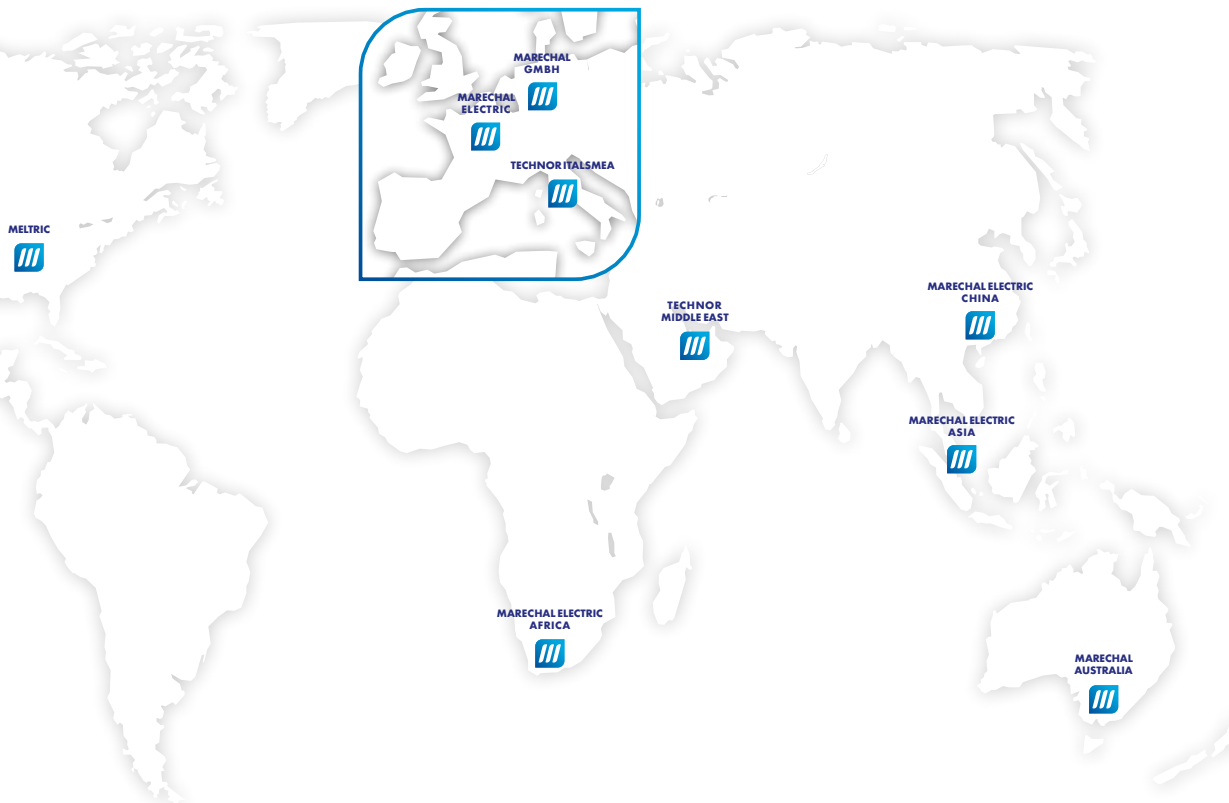 MARECHAL
GMBH
MARECHAL
ELECTRIC
TECHNOR ITALSMEA
MELTRIC
MARECHAL ELECTRIC
CHINA
TECHNOR
MIDDLE EAST
MARECHAL ELECTRIC
ASIA
MARECHAL ELECTRIC
AFRICA
MARECHAL
AUSTRALIA